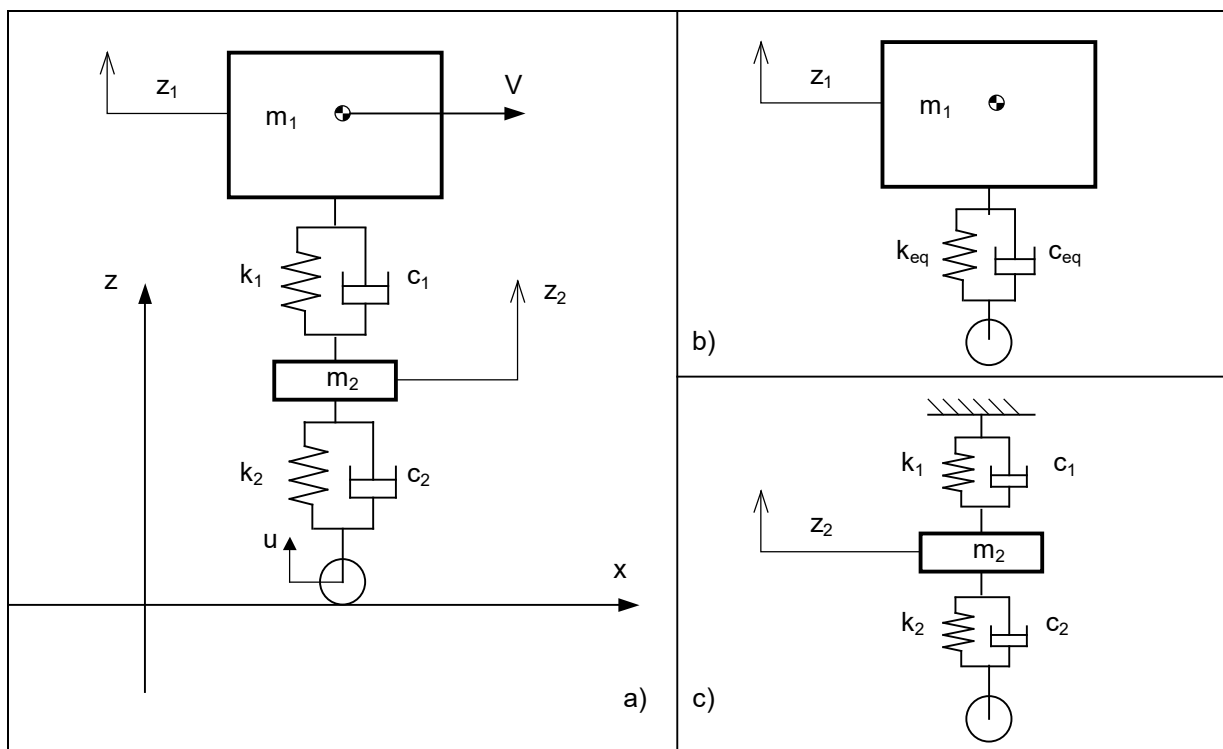 z₁
m₁
V
k₁
c₁
z
z₂
m₂
k₂
c₂
u
x
a)
z₁
m₁
kₑq
cₑq
b)
k₁
c₁
z₂
m₂
k₂
c₂
c)